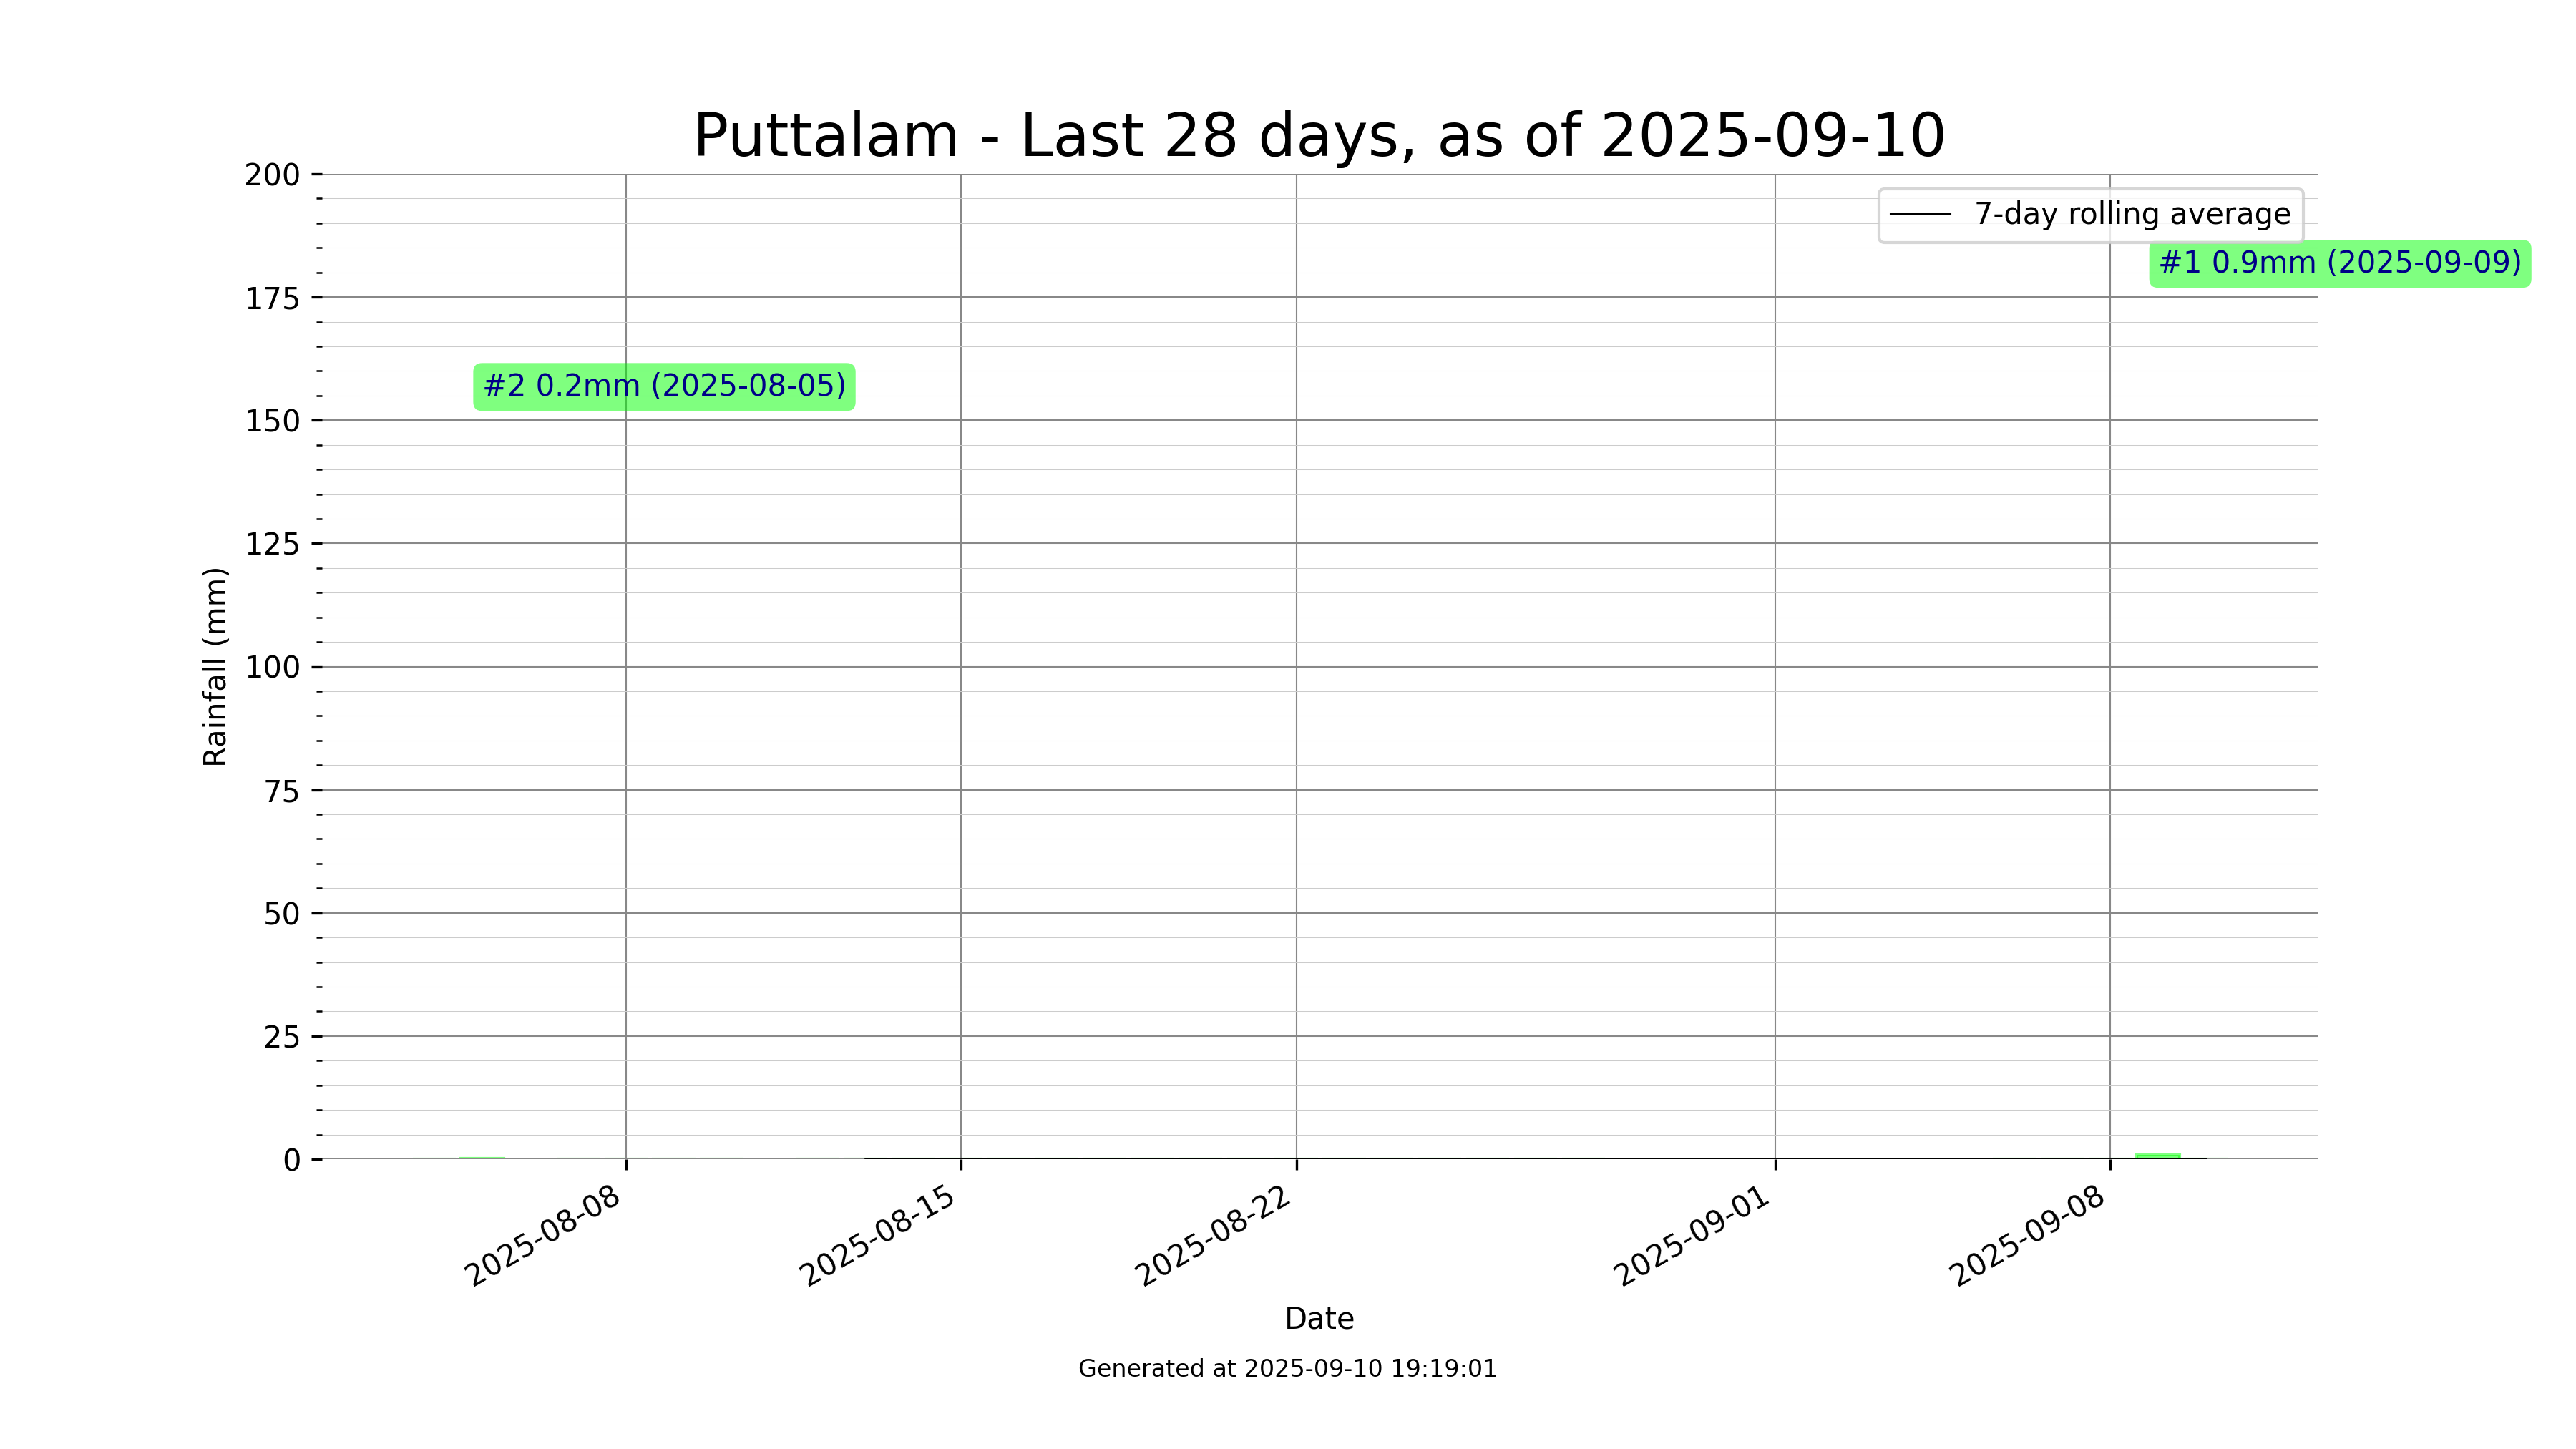 Puttalam - Last 28 days, as of 2025-09-10
200
175
150
125
100
75
50
25
0
Rainfall (mm)
7-day rolling average
#1 0.9mm (2025-09-09)
#2 0.2mm (2025-08-05)
2025-08-08
2025-08-15
2025-08-22
2025-09-01
2025-09-08
Date
Generated at 2025-09-10 19:19:01